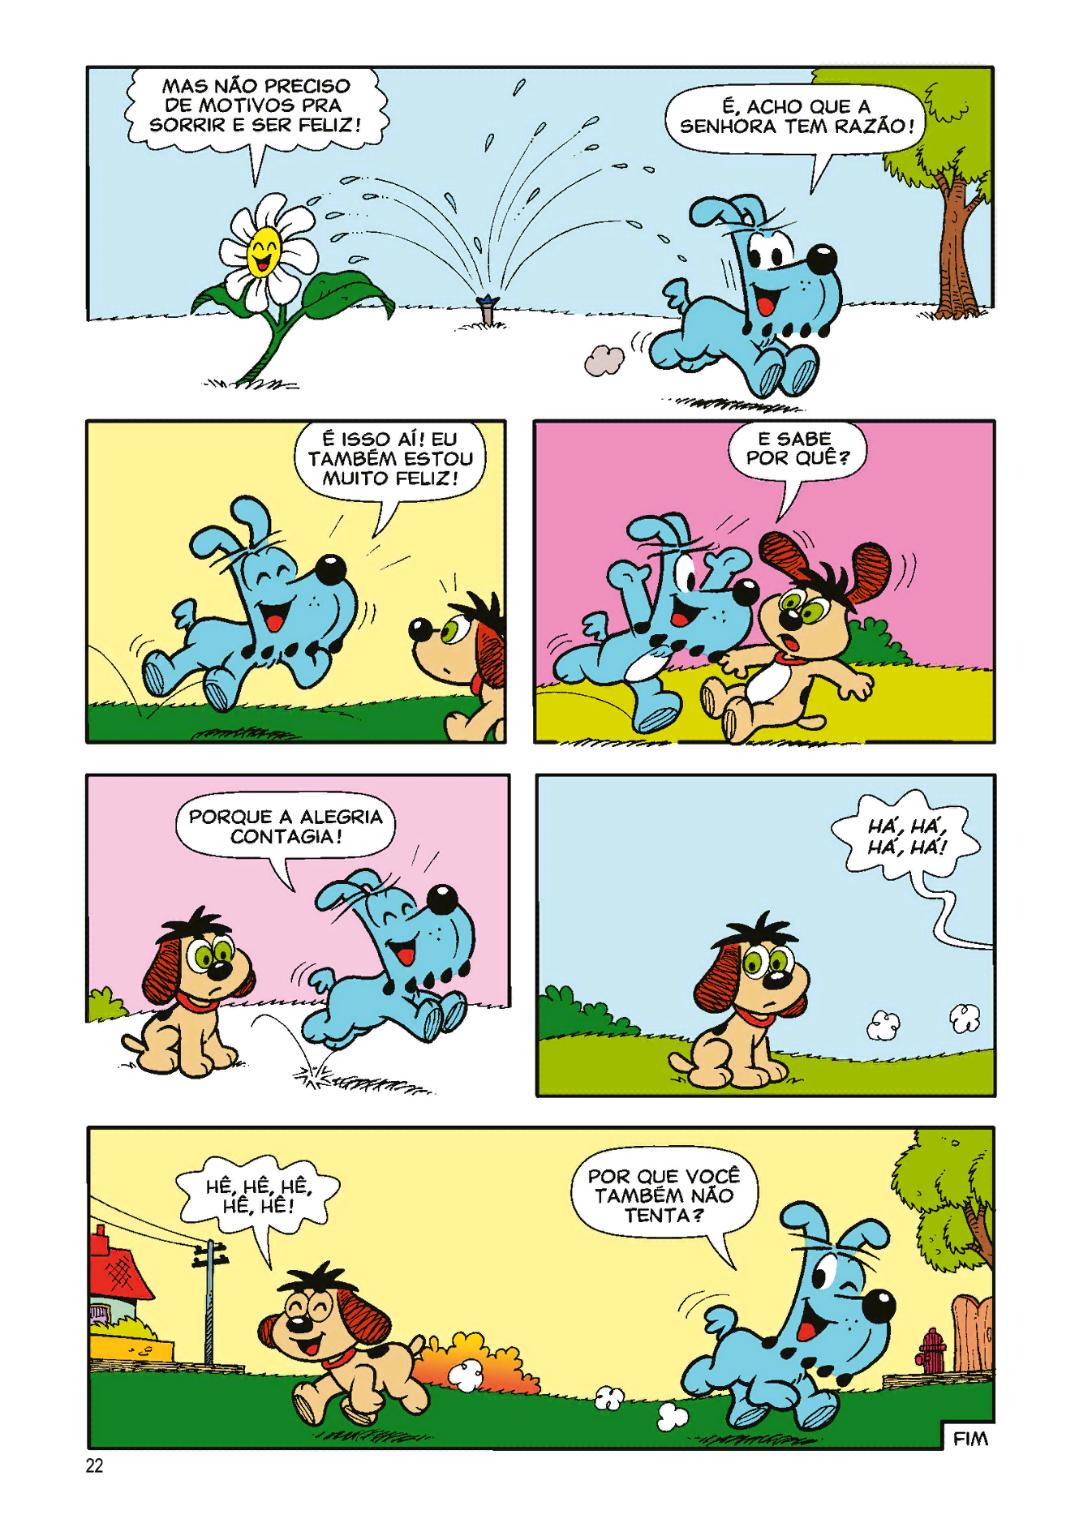 MAS NÃO PRECISO
DE MOTIVOS PRA
SORRIR E SER FELIZ!
É, ACHO QUE A
SENHORA TEM RAZÃO!
É ISSO AÍ! EU
TAMBÉM ESTOU
MUITO FELIZ!
E SABE
POR QUÊ?
PORQUE A ALEGRIA
CONTAGIA!
HÁ, HÁ,
HÁ, HÁ!
HÊ, HÊ, HÊ,
HÊ, HÊ!
POR QUE VOCÊ
TAMBÉM NÃO
TENTA?
FIM
22